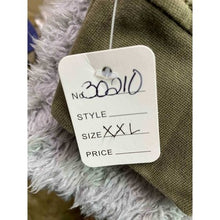 No 30210
STYLE
SIZE XXL
PRICE